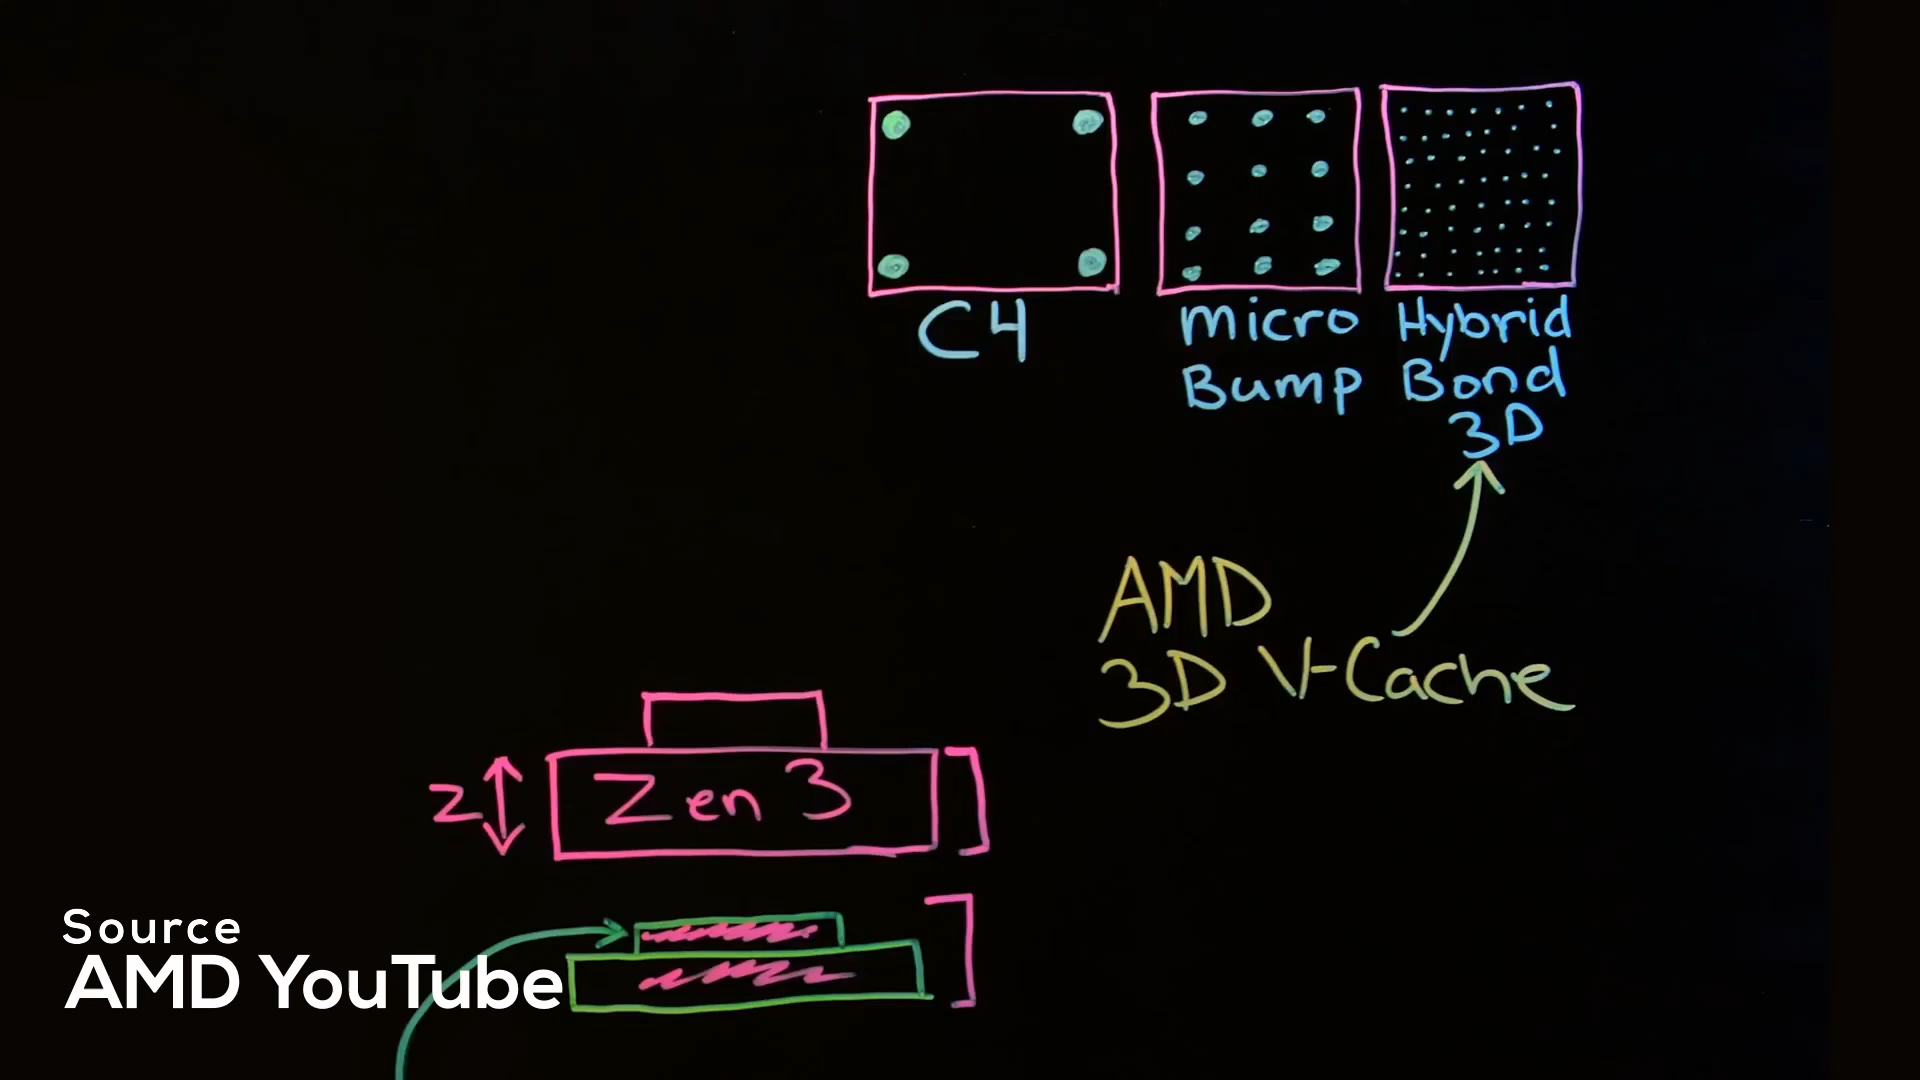 C4
Micro
Bump
Hybrid
Bond
3D
AMD
3D V-Cache
Z
Zen 3
Source
AMD YouTube